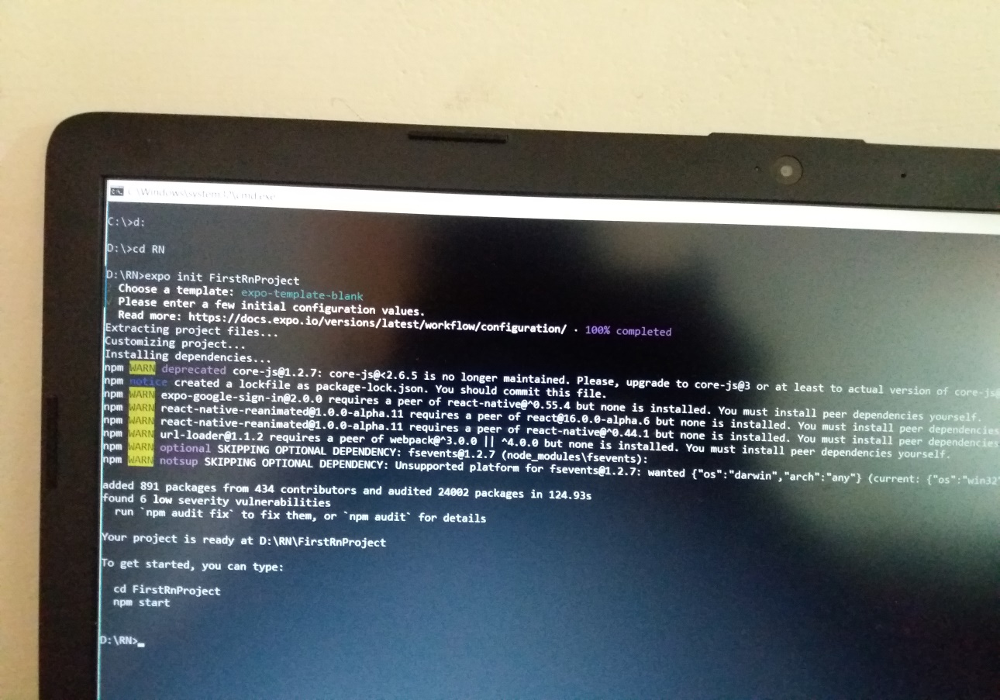 C:\Windows\system32\cmd.exe
C:\>d:
D:\>cd RN
D:\RN>expo init FirstRnProject
? Choose a template: expo-template-blank
Please enter a few initial configuration values.
Read more: https://docs.expo.io/versions/latest/workflow/configuration/ · 100% completed
Extracting project files...
Customizing project...
Installing dependencies...
npm WARN deprecated core-js@1.2.7: core-js@<2.6.5 is no longer maintained. Please, upgrade to core-js@3 or at least to actual version of core-js@
npm notice created a lockfile as package-lock.json. You should commit this file.
npm WARN expo-google-sign-in@2.0.0 requires a peer of react-native@^0.55.4 but none is installed. You must install peer dependencies yourself.
npm WARN react-native-reanimated@1.0.0-alpha.11 requires a peer of react@16.0.0-alpha.6 but none is installed. You must install peer dependencies
npm WARN react-native-reanimated@1.0.0-alpha.11 requires a peer of react-native@^0.44.1 but none is installed. You must install peer dependencies
npm WARN url-loader@1.1.2 requires a peer of webpack@^3.0.0 || ^4.0.0 but none is installed. You must install peer dependencies yourself.
npm WARN optional SKIPPING OPTIONAL DEPENDENCY: fsevents@1.2.7 (node_modules\fsevents):
npm WARN notsup SKIPPING OPTIONAL DEPENDENCY: Unsupported platform for fsevents@1.2.7: wanted {"os":"darwin","arch":"any"} (current: {"os":"win32"
added 891 packages from 434 contributors and audited 24002 packages in 124.93s
found 6 low severity vulnerabilities
run `npm audit fix` to fix them, or `npm audit` for details
Your project is ready at D:\RN\FirstRnProject
To get started, you can type:
cd FirstRnProject
npm start
D:\RN>